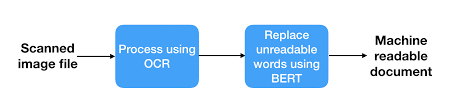 Scanned
image file
Process using
OCR
Replace
unreadable
words using
BERT
Machine
readable
document